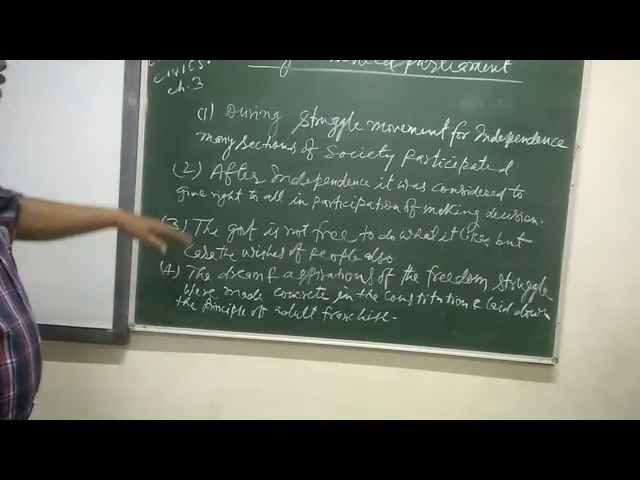 Civics.
ch. 3
Parliament
(1) During Struggle movement for Independence
many Sections of Society Participated
(2) After Independence it was considered to
give right to all in Participation of making decision.
(3) The govt is not free to do what it likes but
the wishes of People also
(4) The dream & aspirations of the freedom Struggle
Were made concrete in the Constitution & laid down
the Principle of adult